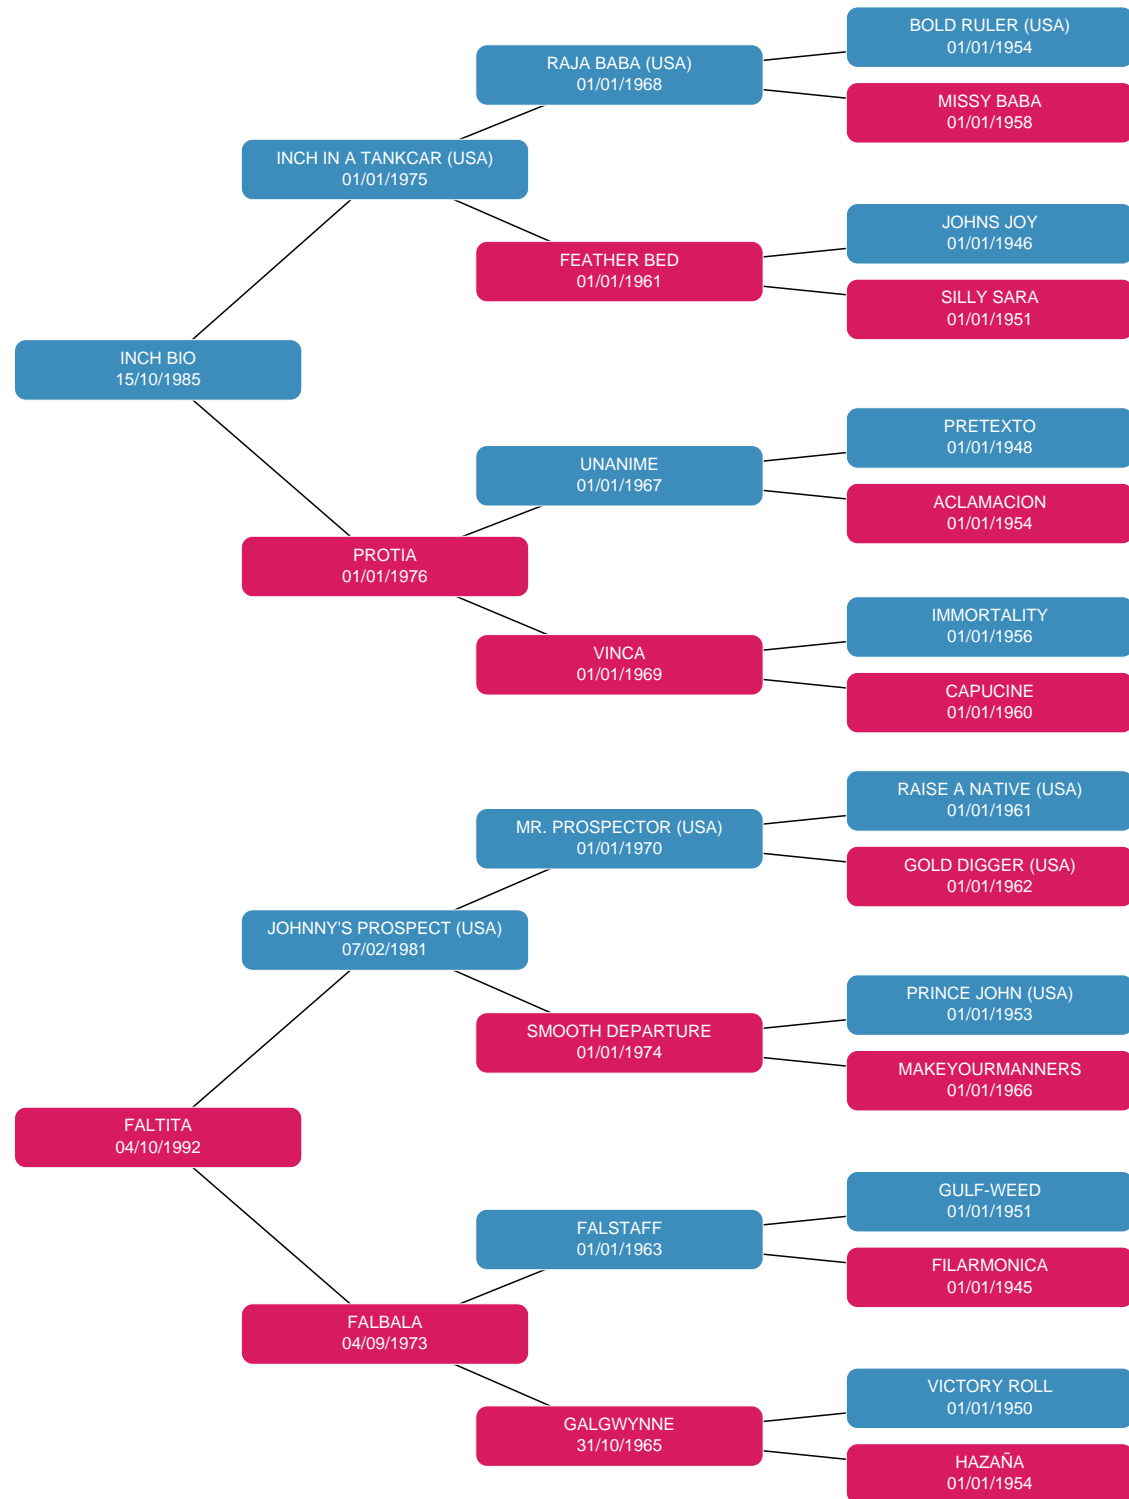 BOLD RULER (USA)
01/01/1954
RAJA BABA (USA)
01/01/1968
MISSY BABA
01/01/1958
INCH IN A TANKCAR (USA)
01/01/1975
JOHNS JOY
01/01/1946
FEATHER BED
01/01/1961
SILLY SARA
01/01/1951
INCH BIO
15/10/1985
PRETEXTO
01/01/1948
UNANIME
01/01/1967
ACLAMACION
01/01/1954
PROTIA
01/01/1976
IMMORTALITY
01/01/1956
VINCA
01/01/1969
CAPUCINE
01/01/1960
RAISE A NATIVE (USA)
01/01/1961
MR. PROSPECTOR (USA)
01/01/1970
GOLD DIGGER (USA)
01/01/1962
JOHNNY'S PROSPECT (USA)
07/02/1981
PRINCE JOHN (USA)
01/01/1953
SMOOTH DEPARTURE
01/01/1974
MAKEYOURMANNERS
01/01/1966
FALTITA
04/10/1992
GULF-WEED
01/01/1951
FALSTAFF
01/01/1963
FILARMONICA
01/01/1945
FALBALA
04/09/1973
VICTORY ROLL
01/01/1950
GALGWYNNE
31/10/1965
HAZAÑA
01/01/1954